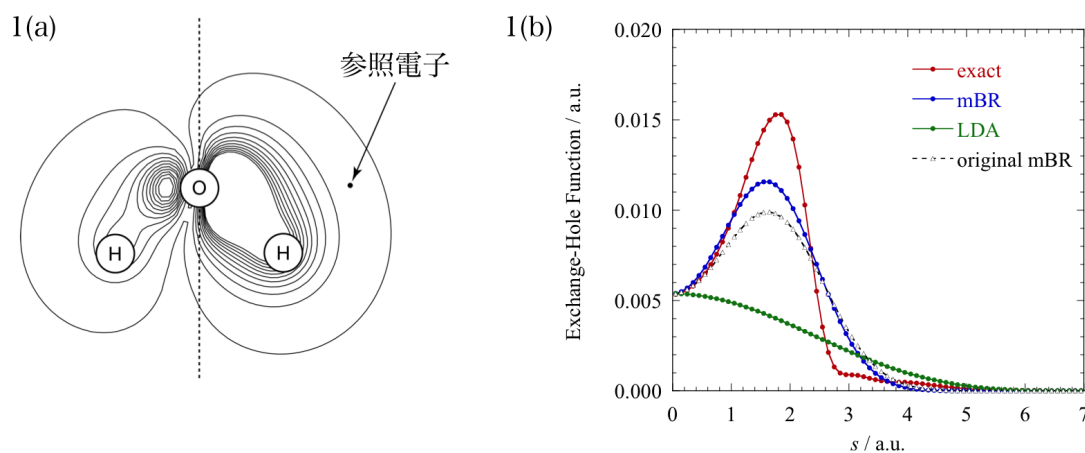 1(a)
参照電子
O
H
H
1(b)
Exchange-Hole Function / a.u.
0.020
0.015
0.010
0.005
0.000
exact
mBR
LDA
original mBR
0 1 2 3 4 5 6 7
s / a.u.